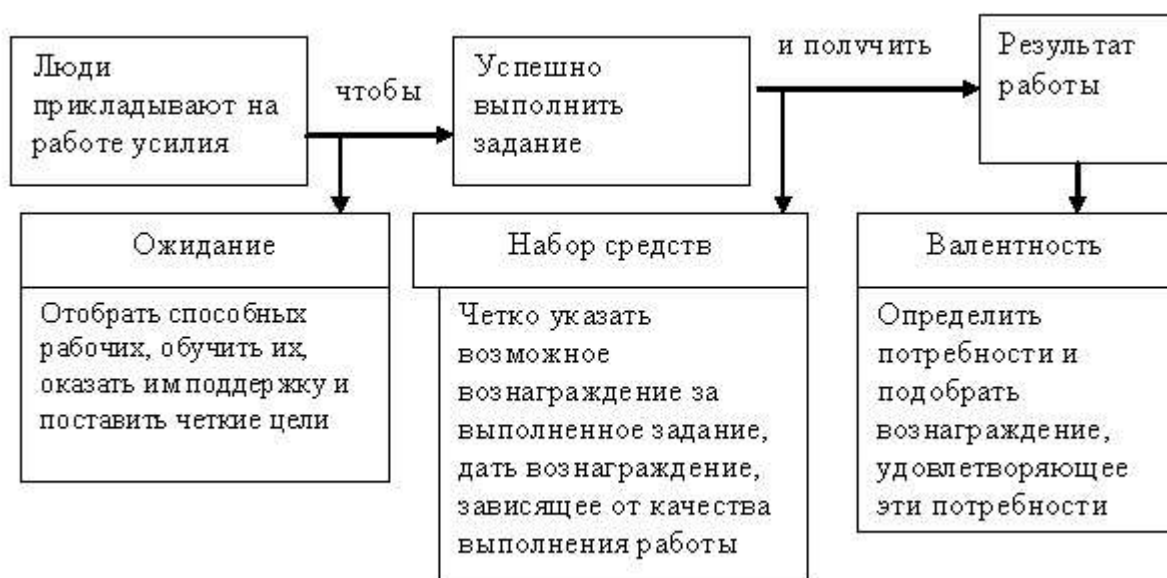 Люди
прикладывают на
работе усилия
чтобы
Успешно
выполнить
задание
и получить
Результат
работы
Ожидание
Отобрать способных
рабочих, обучить их,
оказать им поддержку и
поставить четкие цели
Набор средств
Четко указать
возможное
вознаграждение за
выполненное задание,
дать вознаграждение,
зависящее от качества
выполнения работы
Валентность
Определить
потребности и
подобрать
вознаграждение,
удовлетворяющее
эти потребности